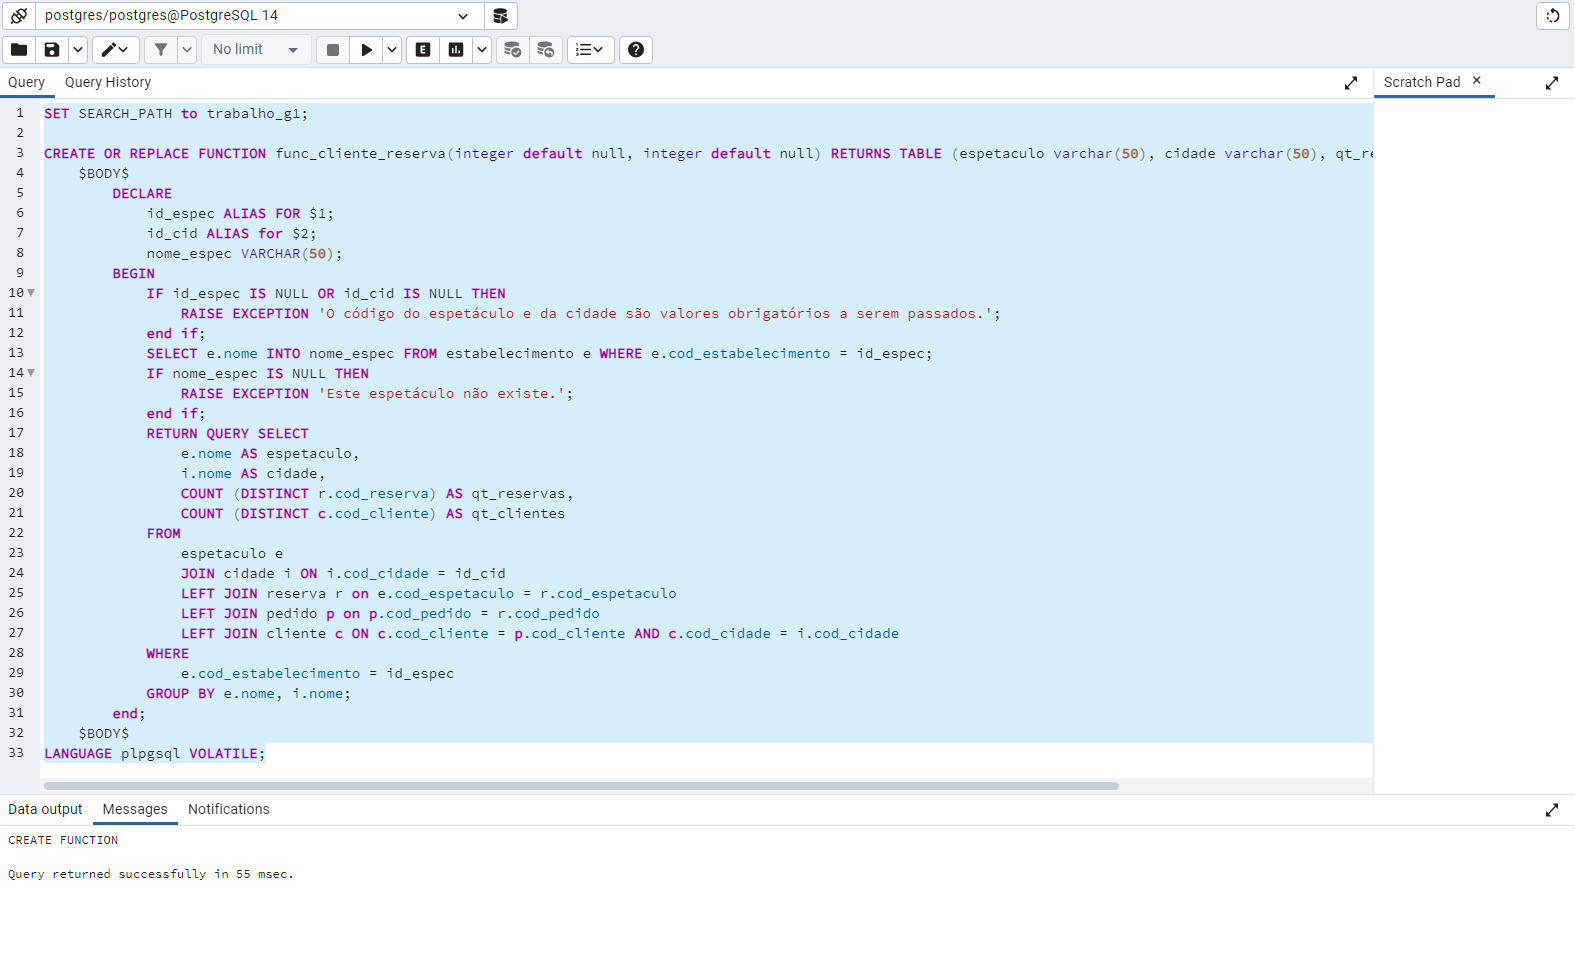 postgres/postgres@PostgreSQL 14
No limit
E
Query Query History
Scratch Pad ×
1 SET SEARCH_PATH to trabalho_g1;
2
3 CREATE OR REPLACE FUNCTION func_cliente_reserva(integer default null, integer default null) RETURNS TABLE (espetaculo varchar(50), cidade varchar(50), qt_re
4 $BODY$
5 DECLARE
6 id_espec ALIAS FOR $1;
7 id_cid ALIAS for $2;
8 nome_espec VARCHAR(50);
9 BEGIN
10 IF id_espec IS NULL OR id_cid IS NULL THEN
11 RAISE EXCEPTION 'O código do espetáculo e da cidade são valores obrigatórios a serem passados.';
12 end if;
13 SELECT e.nome INTO nome_espec FROM estabelecimento e WHERE e.cod_estabelecimento = id_espec;
14 IF nome_espec IS NULL THEN
15 RAISE EXCEPTION 'Este espetáculo não existe.';
16 end if;
17 RETURN QUERY SELECT
18 e.nome AS espetaculo,
19 i.nome AS cidade,
20 COUNT (DISTINCT r.cod_reserva) AS qt_reservas,
21 COUNT (DISTINCT c.cod_cliente) AS qt_clientes
22 FROM
23 espetaculo e
24 JOIN cidade i ON i.cod_cidade = id_cid
25 LEFT JOIN reserva r on e.cod_espetaculo = r.cod_espetaculo
26 LEFT JOIN pedido p on p.cod_pedido = r.cod_pedido
27 LEFT JOIN cliente c ON c.cod_cliente = p.cod_cliente AND c.cod_cidade = i.cod_cidade
28 WHERE
29 e.cod_estabelecimento = id_espec
30 GROUP BY e.nome, i.nome;
31 end;
32 $BODY$
33 LANGUAGE plpgsql VOLATILE;
Data output Messages Notifications
CREATE FUNCTION
Query returned successfully in 55 msec.